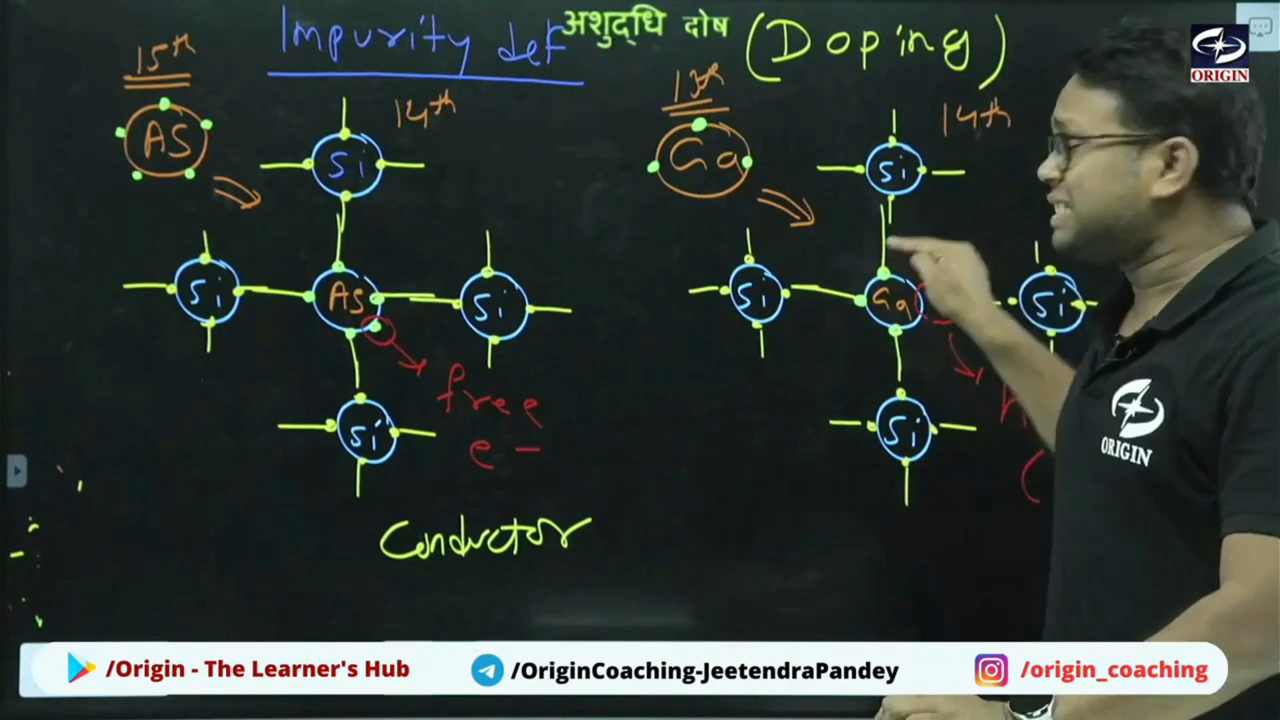 Impurity def
अशुद्धि दोष
(Doping)
15th
AS
14th
Si
Si
AS
Si
Si
free
e -
Conductor
13th
Ga
14th
Si
Si
Ga
Si
Si
ORIGIN
ORIGIN
/Origin - The Learner's Hub
/OriginCoaching-JeetendraPandey
/origin_coaching